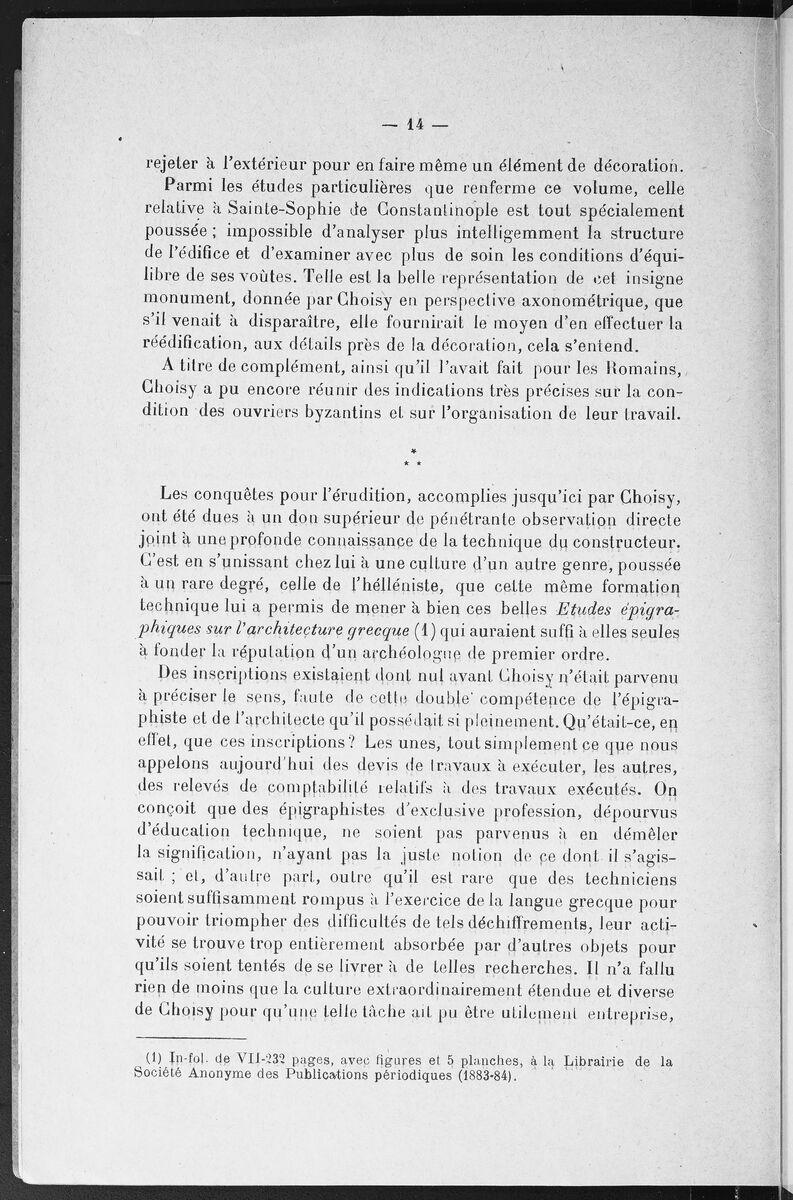 — 14 —
rejeter à l'extérieur pour en faire même un élément de décoration.
Parmi les études particulières que renferme ce volume, celle
relative à Sainte-Sophie de Constantinople est tout spécialement
poussée ; impossible d'analyser plus intelligemment la structure
de l'édifice et d'examiner avec plus de soin les conditions d'équi-
libre de ses voûtes. Telle est la belle représentation de cet insigne
monument, donnée par Choisy en perspective axonométrique, que
s'il venait à disparaître, elle fournirait le moyen d'en effectuer la
réédification, aux détails près de la décoration, cela s'entend.
A titre de complément, ainsi qu'il l'avait fait pour les Romains,
Choisy a pu encore réunir des indications très précises sur la con-
dition des ouvriers byzantins et sur l'organisation de leur travail.
*
* *
Les conquêtes pour l'érudition, accomplies jusqu'ici par Choisy,
ont été dues à un don supérieur de pénétrante observation directe
joint à une profonde connaissance de la technique du constructeur.
C'est en s'unissant chez lui à une culture d'un autre genre, poussée
à un rare degré, celle de l'hélléniste, que cette même formation
technique lui a permis de mener à bien ces belles Etudes épigra-
phiques sur l'architecture grecque (1) qui auraient suffi à elles seules
à fonder la réputation d'un archéologue de premier ordre.
Des inscriptions existaient dont nul avant Choisy n'était parvenu
à préciser le sens, faute de cette double compétence de l'épigra-
phiste et de l'architecte qu'il possédait si pleinement. Qu'était-ce, en
effet, que ces inscriptions? Les unes, tout simplement ce que nous
appelons aujourd'hui des devis de travaux à exécuter, les autres,
des relevés de comptabilité relatifs à des travaux exécutés. On
conçoit que des épigraphistes d'exclusive profession, dépourvus
d'éducation technique, ne soient pas parvenus à en démêler
la signification, n'ayant pas la juste notion de ce dont il s'agis-
sait ; et, d'autre part, outre qu'il est rare que des techniciens
soient suffisamment rompus à l'exercice de la langue grecque pour
pouvoir triompher des difficultés de tels déchiffrements, leur acti-
vité se trouve trop entièrement absorbée par d'autres objets pour
qu'ils soient tentés de se livrer à de telles recherches. Il n'a fallu
rien de moins que la culture extraordinairement étendue et diverse
de Choisy pour qu'une telle tâche ait pu être utilement entreprise,
(1) In-fol. de VII-232 pages, avec figures et 5 planches, à la Librairie de la
Société Anonyme des Publications périodiques (1883-84).